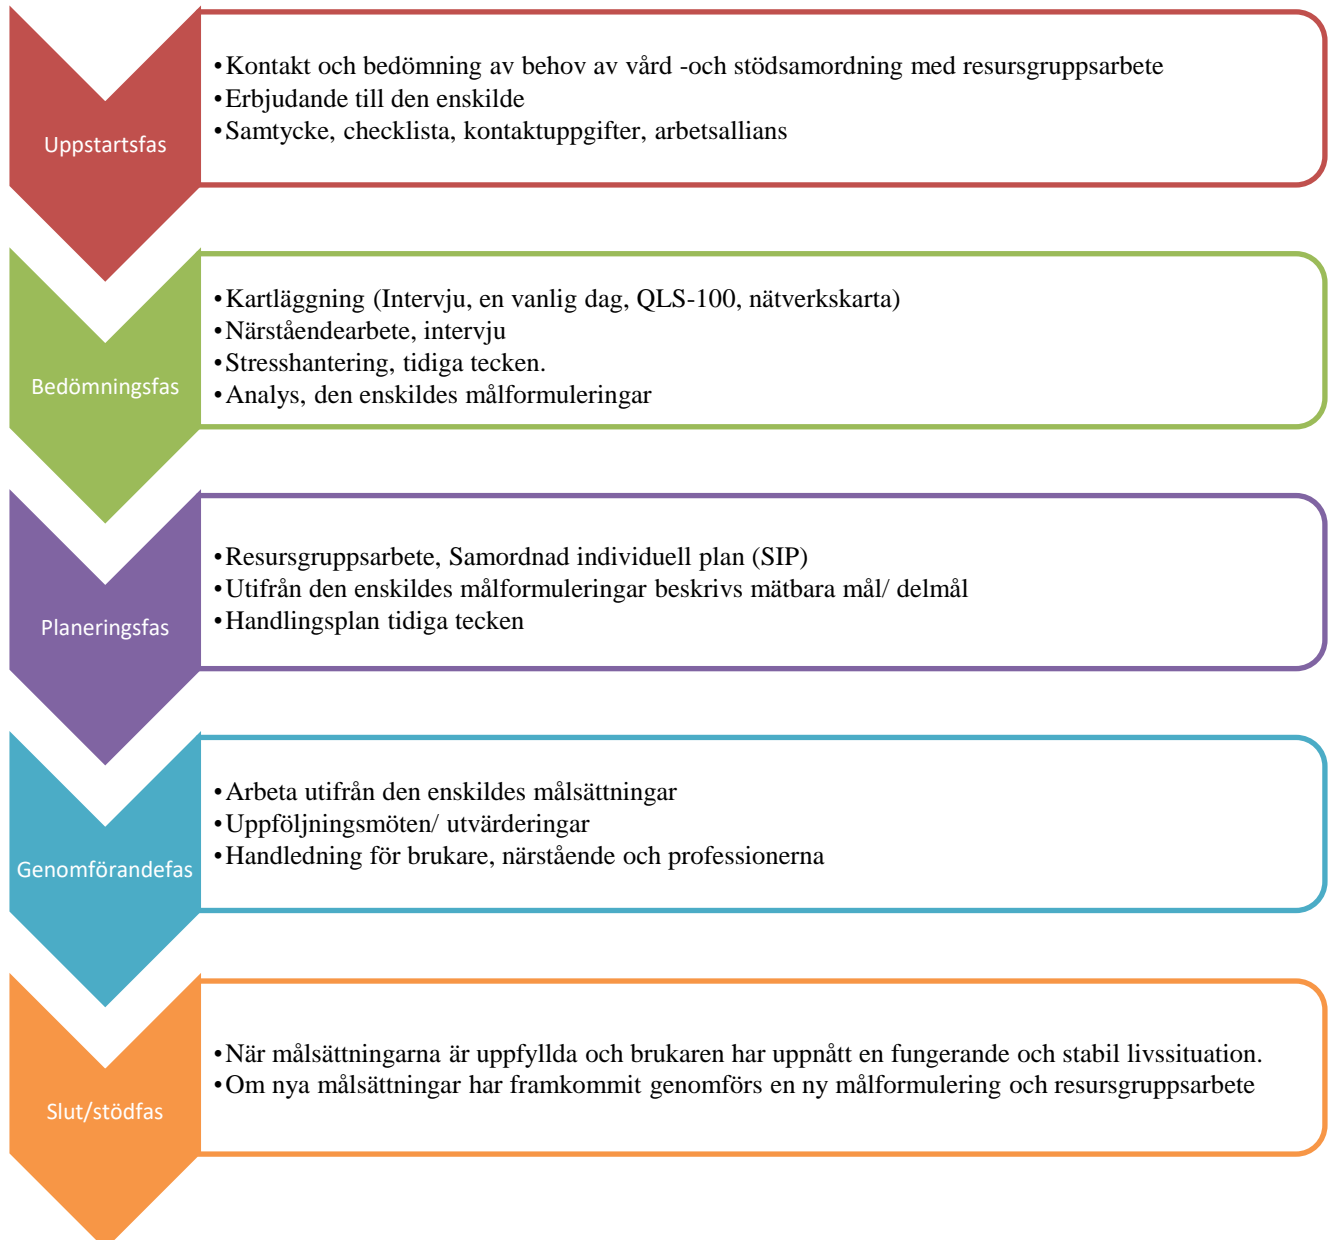 Uppstartsfas
•Kontakt och bedömning av behov av vård -och stödsamordning med resursgruppsarbete
•Erbjudande till den enskilde
•Samtycke, checklista, kontaktuppgifter, arbetsallians
Bedömningsfas
•Kartläggning (Intervju, en vanlig dag, QLS-100, nätverkskarta)
•Närståendearbete, intervju
•Stresshantering, tidiga tecken.
•Analys, den enskildes målformuleringar
Planeringsfas
•Resursgruppsarbete, Samordnad individuell plan (SIP)
•Utifrån den enskildes målformuleringar beskrivs mätbara mål/ delmål
•Handlingsplan tidiga tecken
Genomförandefas
•Arbeta utifrån den enskildes målsättningar
•Uppföljningsmöten/ utvärderingar
•Handledning för brukare, närstående och professionerna
Slut/stödfas
•När målsättningarna är uppfyllda och brukaren har uppnått en fungerande och stabil livssituation.
•Om nya målsättningar har framkommit genomförs en ny målformulering och resursgruppsarbete